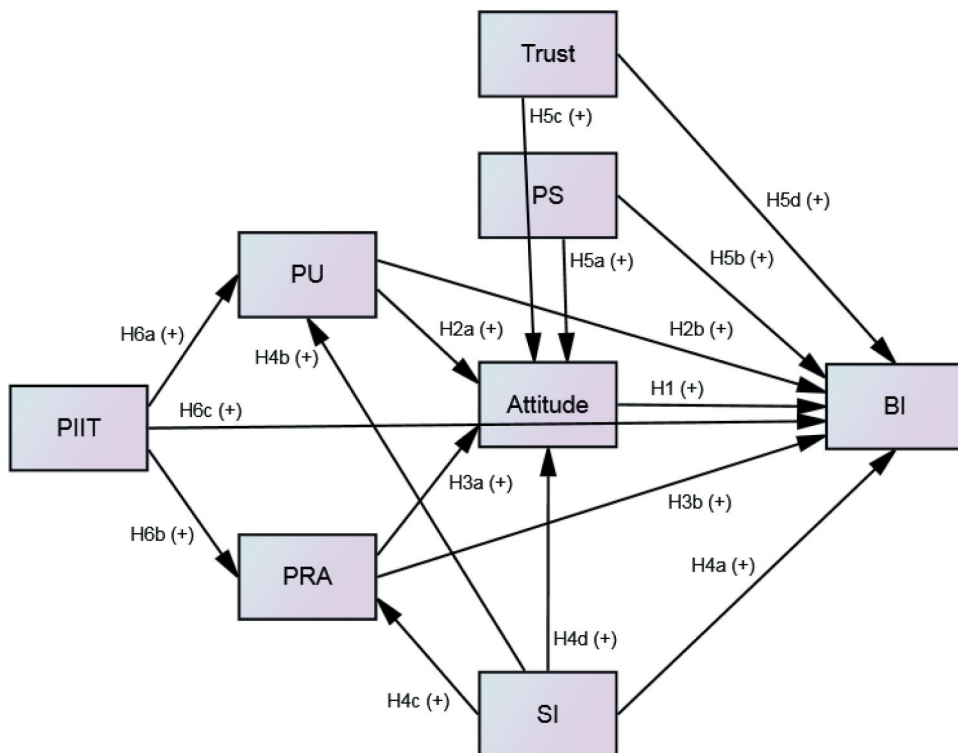 Trust
H5c (+)
PS
H5d (+)
H5a (+)
H5b (+)
PU
H6a (+)
H2a (+)
H2b (+)
H4b (+)
PIIT
H6c (+)
Attitude
H1 (+)
BI
H3a (+)
H3b (+)
H6b (+)
PRA
H4a (+)
H4d (+)
H4c (+)
SI